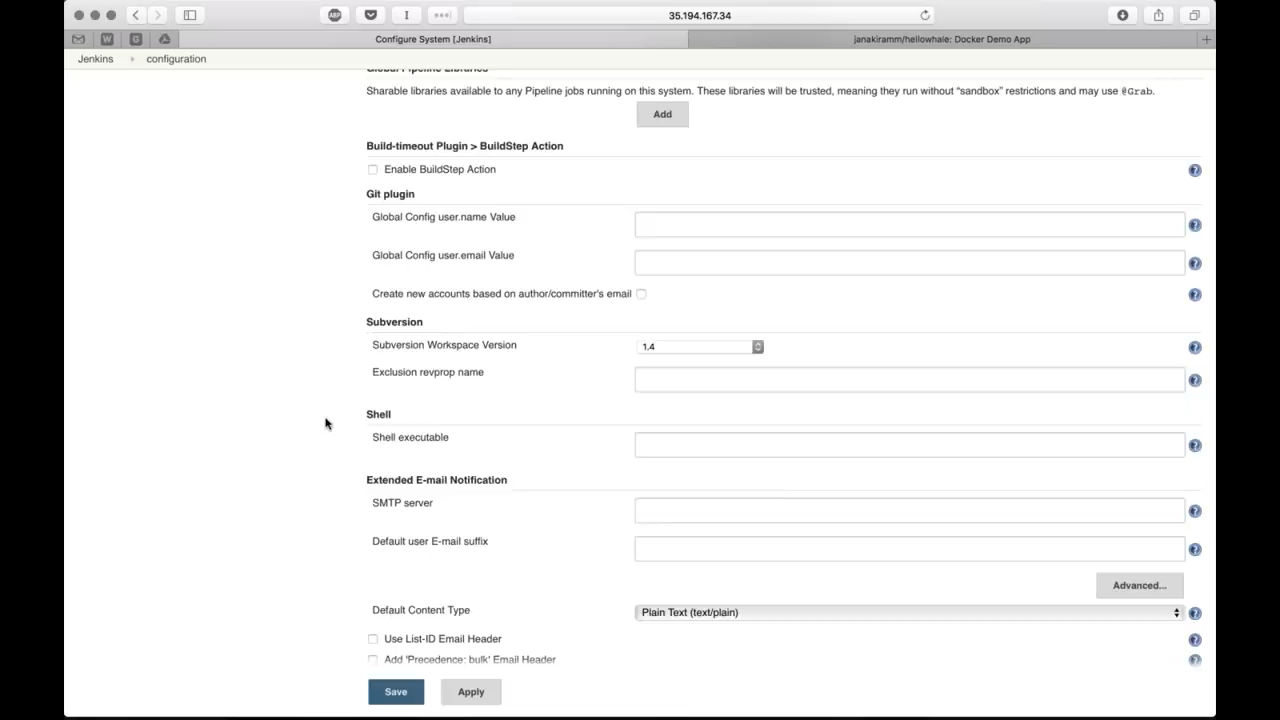 35.194.167.34
ABP
W
G
Configure System [Jenkins]
janakiramm/hellowhale: Docker Demo App
Jenkins
configuration
Global Pipeline Libraries
Sharable libraries available to any Pipeline jobs running on this system. These libraries will be trusted, meaning they run without “sandbox” restrictions and may use @Grab.
Add
Build-timeout Plugin > BuildStep Action
Enable BuildStep Action
Git plugin
Global Config user.name Value
Global Config user.email Value
Create new accounts based on author/committer's email
Subversion
Subversion Workspace Version
1.4
Exclusion revprop name
Shell
Shell executable
Extended E-mail Notification
SMTP server
Default user E-mail suffix
Advanced...
Default Content Type
Plain Text (text/plain)
Use List-ID Email Header
Add 'Precedence: bulk' Email Header
Save
Apply